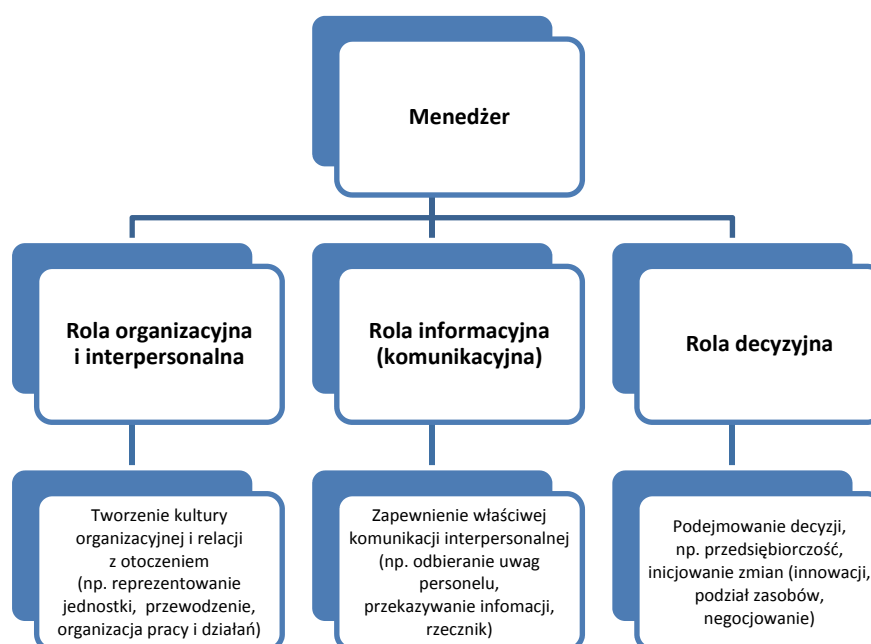 Menedżer
Rola organizacyjna
i interpersonalna
Rola informacyjna
(komunikacyjna)
Rola decyzyjna
Tworzenie kultury
organizacyjnej i relacji
z otoczeniem
(np. reprezentowanie
jednostki, przewodzenie,
organizacja pracy i działań)
Zapewnienie właściwej
komunikacji interpersonalnej
(np. odbieranie uwag
personelu,
przekazywanie infomacji,
rzecznik)
Podejmowanie decyzji,
np. przedsiębiorczość,
inicjowanie zmian (innowacji,
podział zasobów,
negocjowanie)